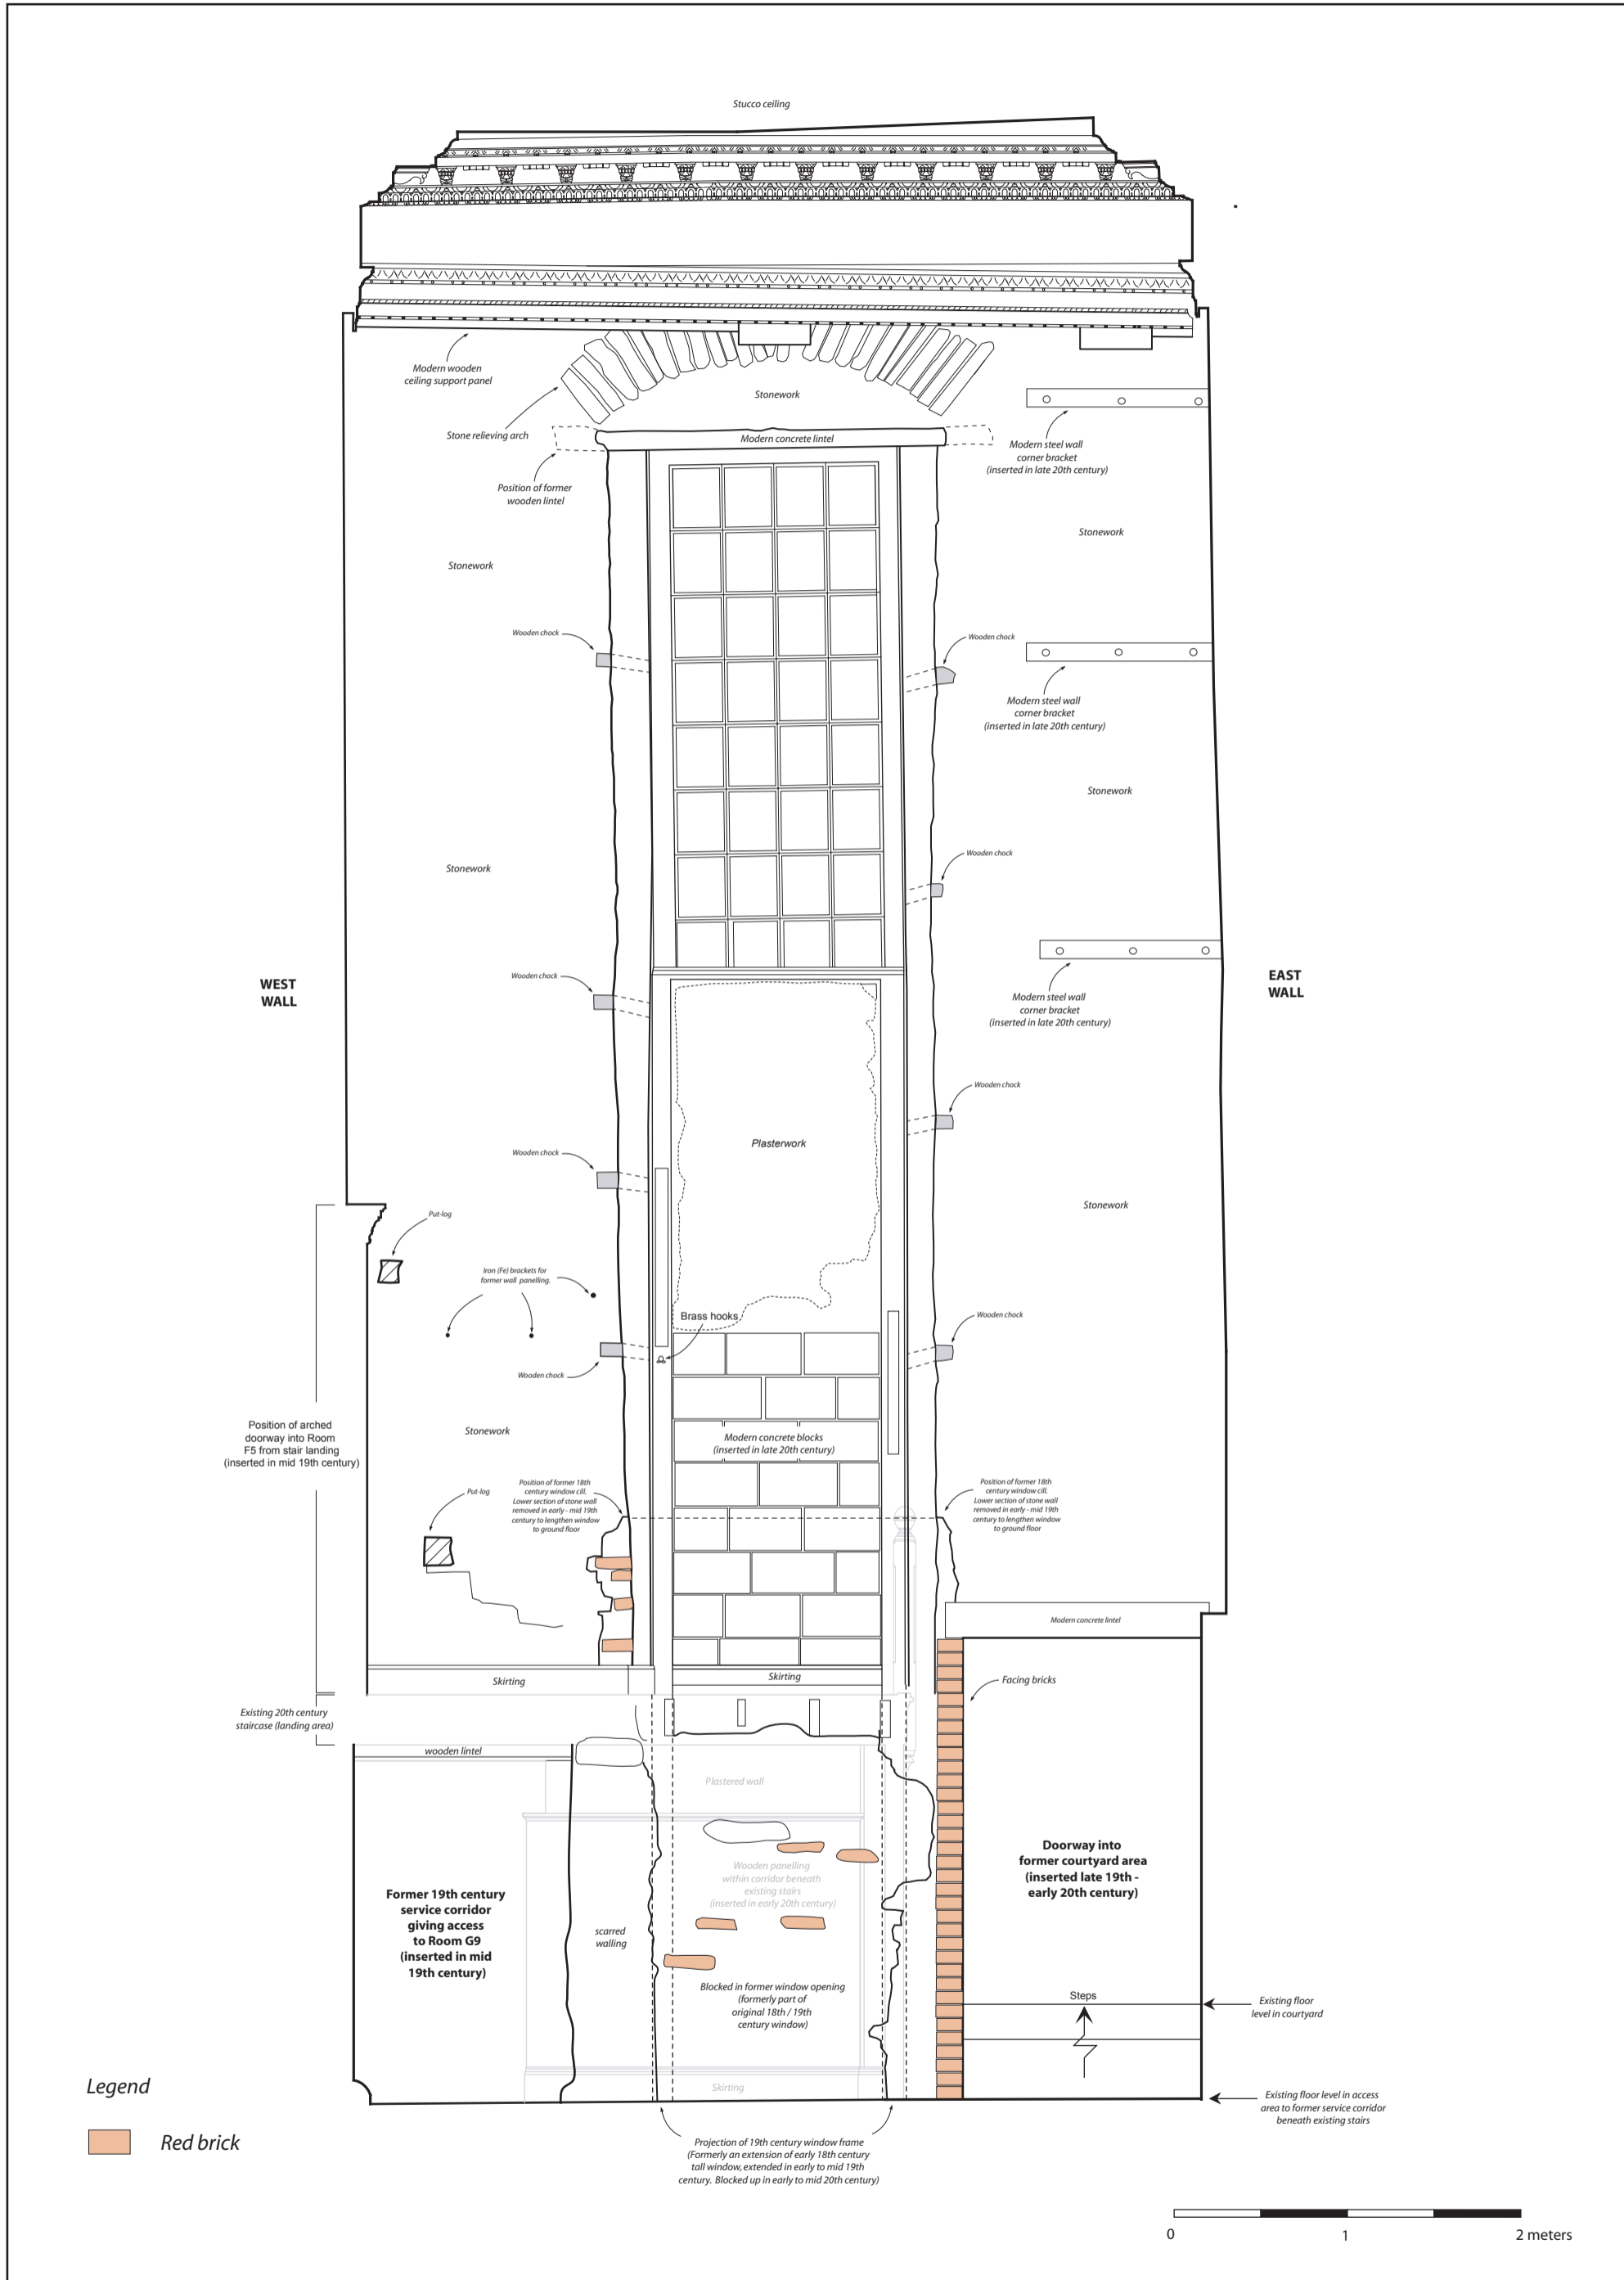 Stucco ceiling
Modern wooden
ceiling support panel
Stone relieving arch
Stonework
Modern concrete lintel
Position of former
wooden lintel
Modern steel wall
corner bracket
(inserted in late 20th century)
Stonework
Stonework
Wooden chock
Wooden chock
Modern steel wall
corner bracket
(inserted in late 20th century)
Stonework
Wooden chock
Stonework
WEST
WALL
Wooden chock
EAST
WALL
Modern steel wall
corner bracket
(inserted in late 20th century)
Wooden chock
Plasterwork
Wooden chock
Stonework
Put-log
Iron (Fe) brackets for
former wall panelling.
Brass hooks
Wooden chock
Wooden chock
Position of arched
doorway into Room
F5 from stair landing
(inserted in mid 19th century)
Stonework
Modern concrete blocks
(inserted in late 20th century)
Put-log
Position of former 18th
century window cill.
Lower section of stone wall
removed in early - mid 19th
century to lengthen window
to ground floor
Position of former 18th
century window cill.
Lower section of stone wall
removed in early - mid 19th
century to lengthen window
to ground floor
Modern concrete lintel
Skirting
Skirting
Facing bricks
Existing 20th century
staircase (landing area)
wooden lintel
Plastered wall
Wooden panelling
within corridor beneath
existing stairs
(inserted in early 20th century)
Doorway into
former courtyard area
(inserted late 19th -
early 20th century)
Former 19th century
service corridor
giving access
to Room G9
(inserted in mid
19th century)
scarred
walling
Blocked in former window opening
(formerly part of
original 18th / 19th
century window)
Steps
Existing floor
level in courtyard
Skirting
Existing floor level in access
area to former service corridor
beneath existing stairs
Legend
Red brick
Projection of 19th century window frame
(Formerly an extension of early 18th century
tall window, extended in early to mid 19th
century. Blocked up in early to mid 20th century)
0 1 2 meters